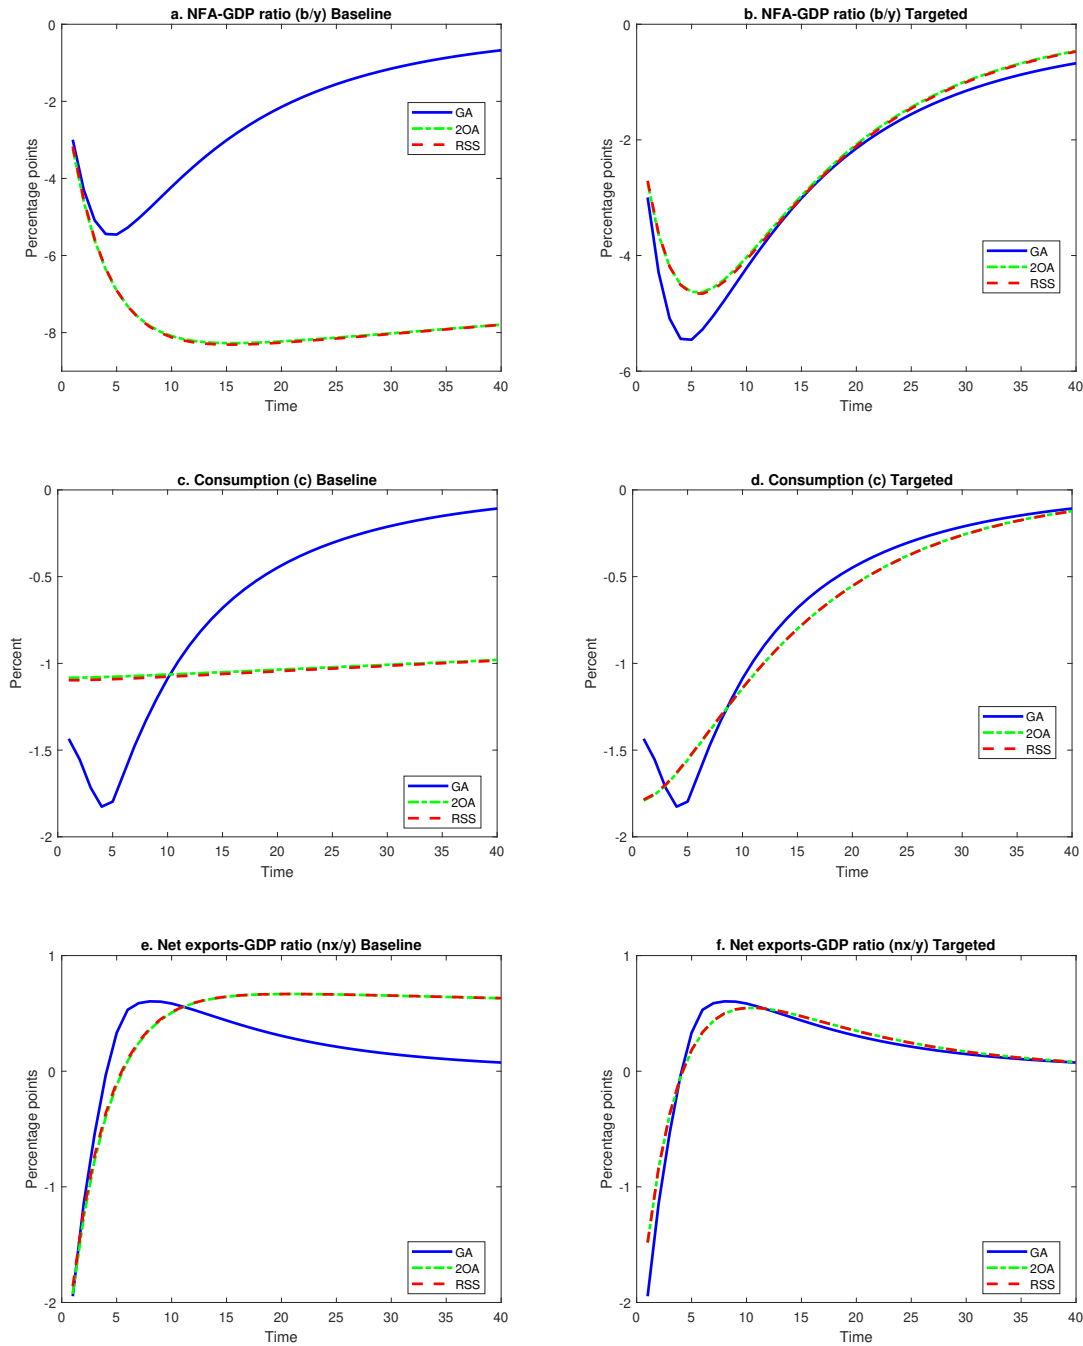 a. NFA-GDP ratio (b/y) Baseline
0
-2
-4
-6
-8
Percentage points
GA
2OA
RSS
0 5 10 15 20 25 30 35 40
Time
b. NFA-GDP ratio (b/y) Targeted
0
-2
-4
-6
Percentage points
GA
2OA
RSS
0 5 10 15 20 25 30 35 40
Time
c. Consumption (c) Baseline
0
-0.5
-1
-1.5
-2
Percent
GA
2OA
RSS
0 5 10 15 20 25 30 35 40
Time
d. Consumption (c) Targeted
0
-0.5
-1
-1.5
-2
Percent
GA
2OA
RSS
0 5 10 15 20 25 30 35 40
Time
e. Net exports-GDP ratio (nx/y) Baseline
1
0
-1
-2
Percentage points
GA
2OA
RSS
0 5 10 15 20 25 30 35 40
Time
f. Net exports-GDP ratio (nx/y) Targeted
1
0
-1
-2
Percentage points
GA
2OA
RSS
0 5 10 15 20 25 30 35 40
Time